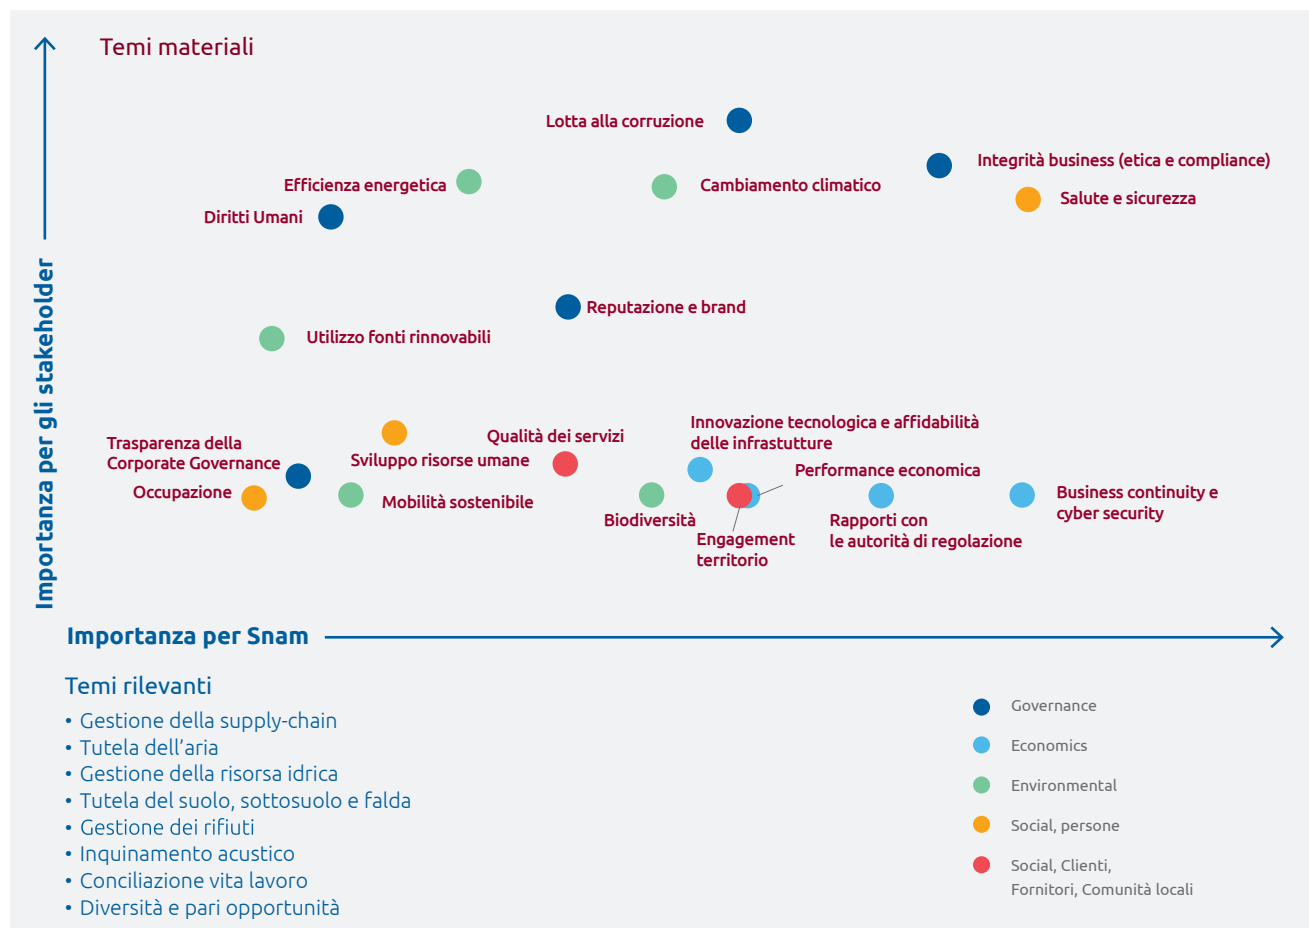 Temi materiali
Lotta alla corruzione
Integrità business (etica e compliance)
Efficienza energetica
Cambiamento climatico
Salute e sicurezza
Diritti Umani
Reputazione e brand
Utilizzo fonti rinnovabili
Importanza per gli stakeholder
Innovazione tecnologica e affidabilità
delle infrastutture
Trasparenza della
Corporate Governance
Qualità dei servizi
Sviluppo risorse umane
Performance economica
Occupazione
Mobilità sostenibile
Business continuity e
cyber security
Biodiversità
Rapporti con
le autorità di regolazione
Engagement
territorio
Importanza per Snam
Temi rilevanti
• Gestione della supply-chain
• Tutela dell’aria
• Gestione della risorsa idrica
• Tutela del suolo, sottosuolo e falda
• Gestione dei rifiuti
• Inquinamento acustico
• Conciliazione vita lavoro
• Diversità e pari opportunità
Governance
Economics
Environmental
Social, persone
Social, Clienti,
Fornitori, Comunità locali